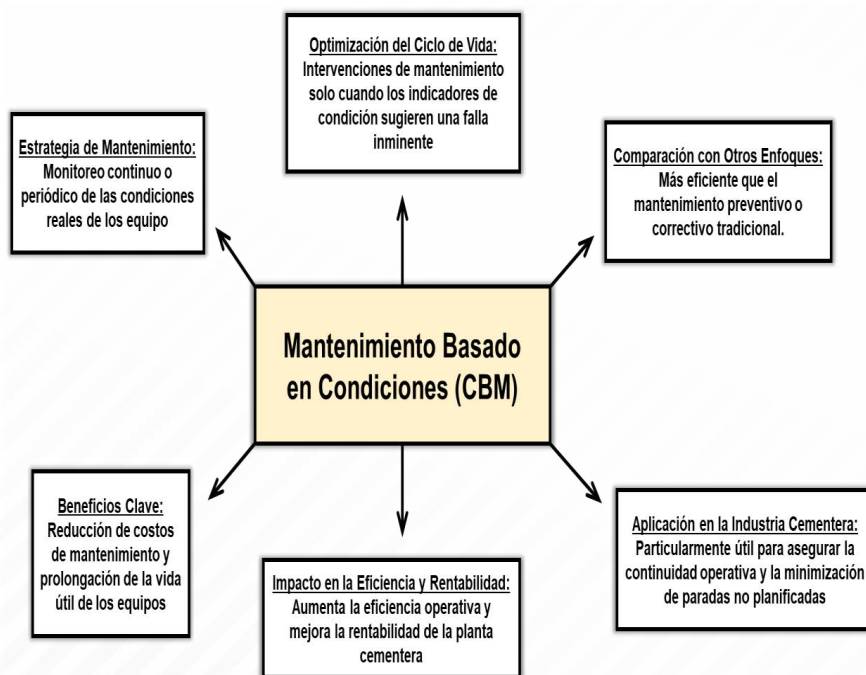 Optimización del Ciclo de Vida:
Intervenciones de mantenimiento
solo cuando los indicadores de
condición sugieren una falla
inminente
Estrategia de Mantenimiento:
Monitoreo continuo o
periódico de las condiciones
reales de los equipo
Comparación con Otros Enfoques:
Más eficiente que el
mantenimiento preventivo o
correctivo tradicional.
Mantenimiento Basado
en Condiciones (CBM)
Beneficios Clave:
Reducción de costos
de mantenimiento y
prolongación de la vida
útil de los equipos
Impacto en la Eficiencia y Rentabilidad:
Aumenta la eficiencia operativa y
mejora la rentabilidad de la planta
cementera
Aplicación en la Industria Cementera:
Particularmente útil para asegurar la
continuidad operativa y la minimización
de paradas no planificadas